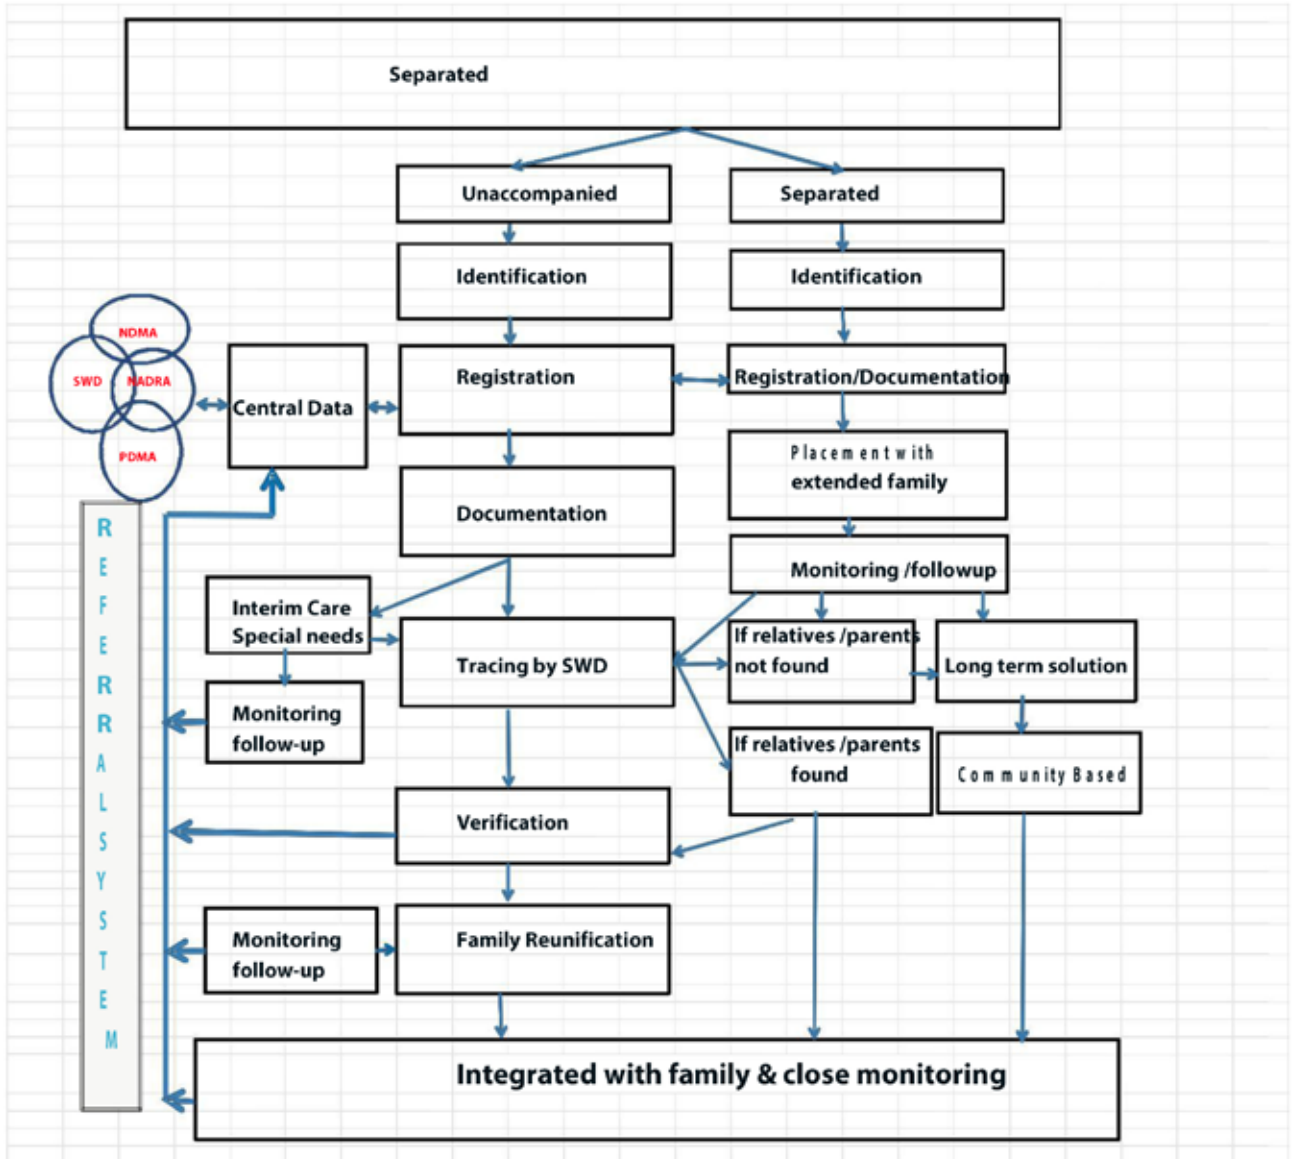 Separated
Unaccompanied
Separated
Identification
Identification
NDMA
SWD
NADRA
PDMA
Central Data
Registration
Registration/Documentation
Placement with
extended family
Documentation
Monitoring /followup
Interim Care
Special needs
Tracing by SWD
If relatives /parents
not found
Long term solution
Monitoring
follow-up
If relatives /parents
found
Community Based
Verification
Monitoring
follow-up
Family Reunification
Integrated with family & close monitoring
REFERRALSYSTEM